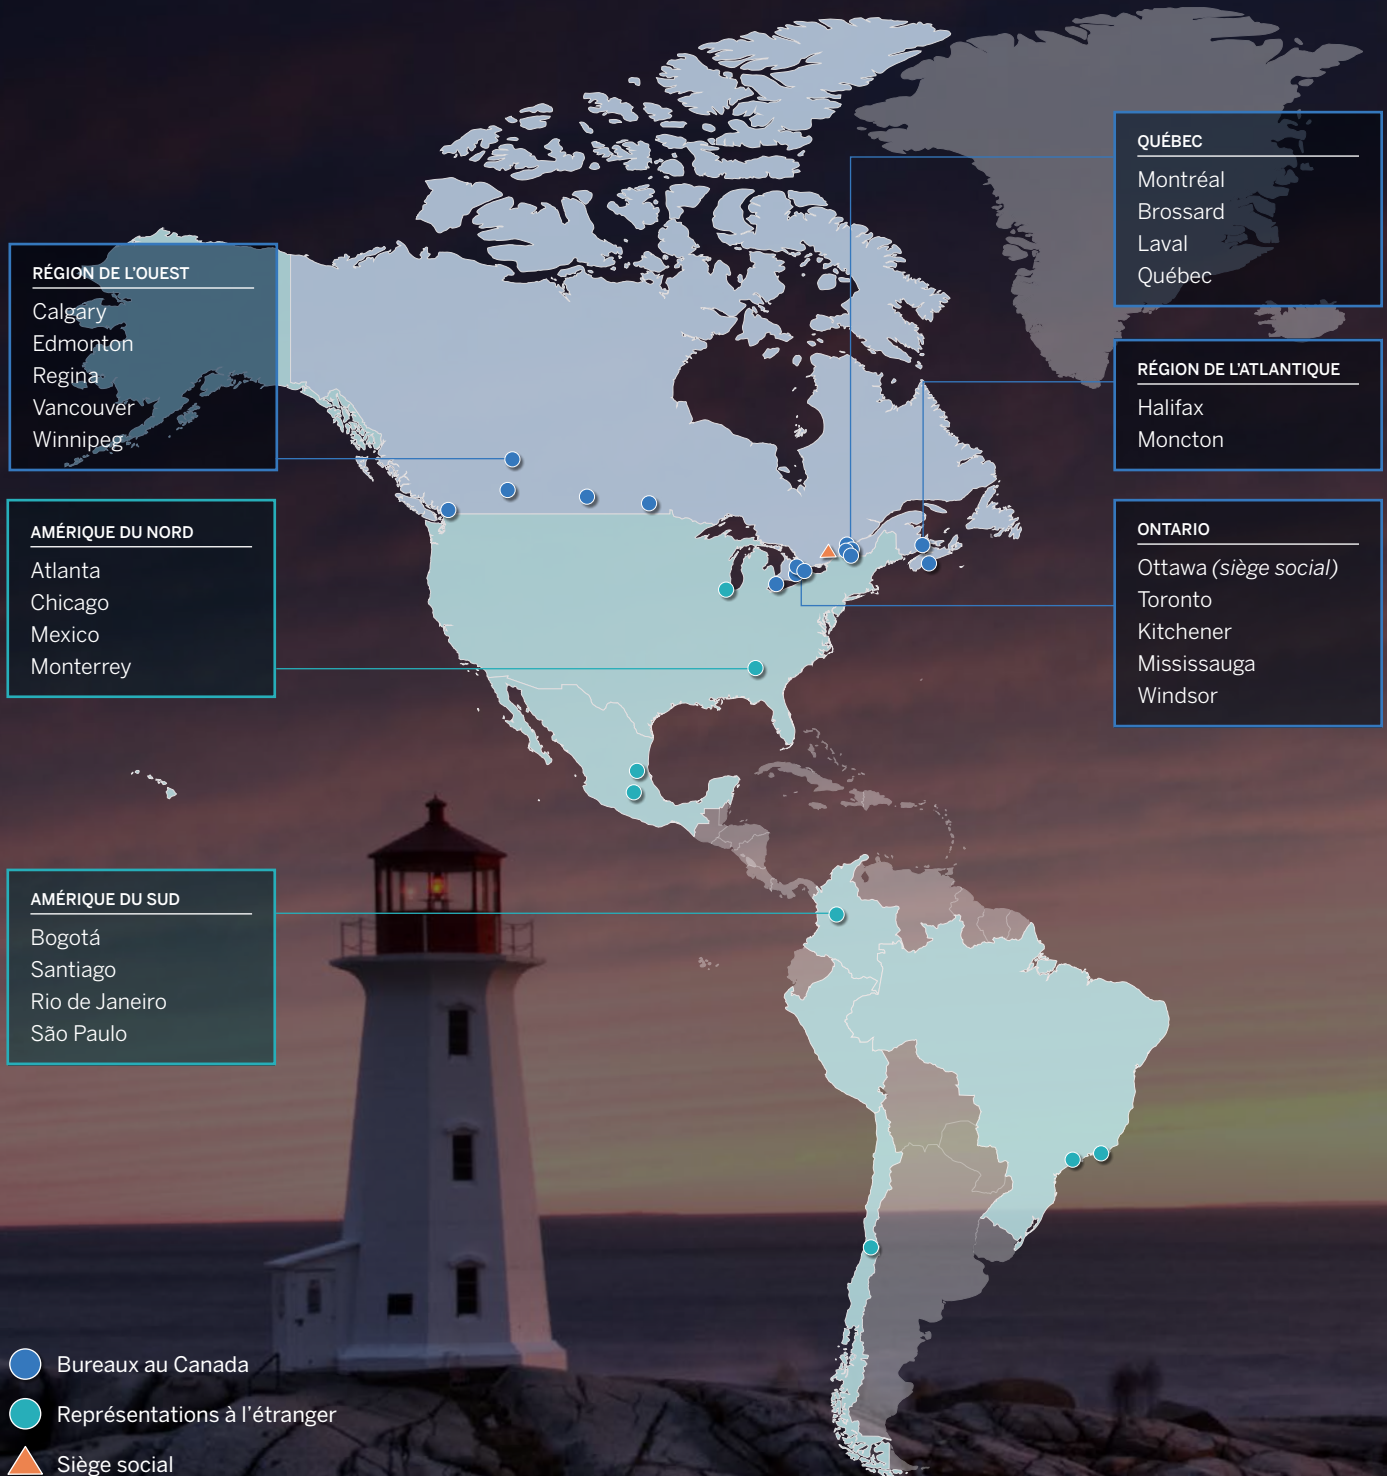 QUÉBEC
Montréal
Brossard
Laval
Québec
RÉGION DE L'OUEST
Calgary
Edmonton
Regina
Vancouver
Winnipeg
RÉGION DE L'ATLANTIQUE
Halifax
Moncton
AMÉRIQUE DU NORD
Atlanta
Chicago
Mexico
Monterrey
ONTARIO
Ottawa (siège social)
Toronto
Kitchener
Mississauga
Windsor
AMÉRIQUE DU SUD
Bogotá
Santiago
Rio de Janeiro
São Paulo
Bureaux au Canada
Représentations à l'étranger
Siège social